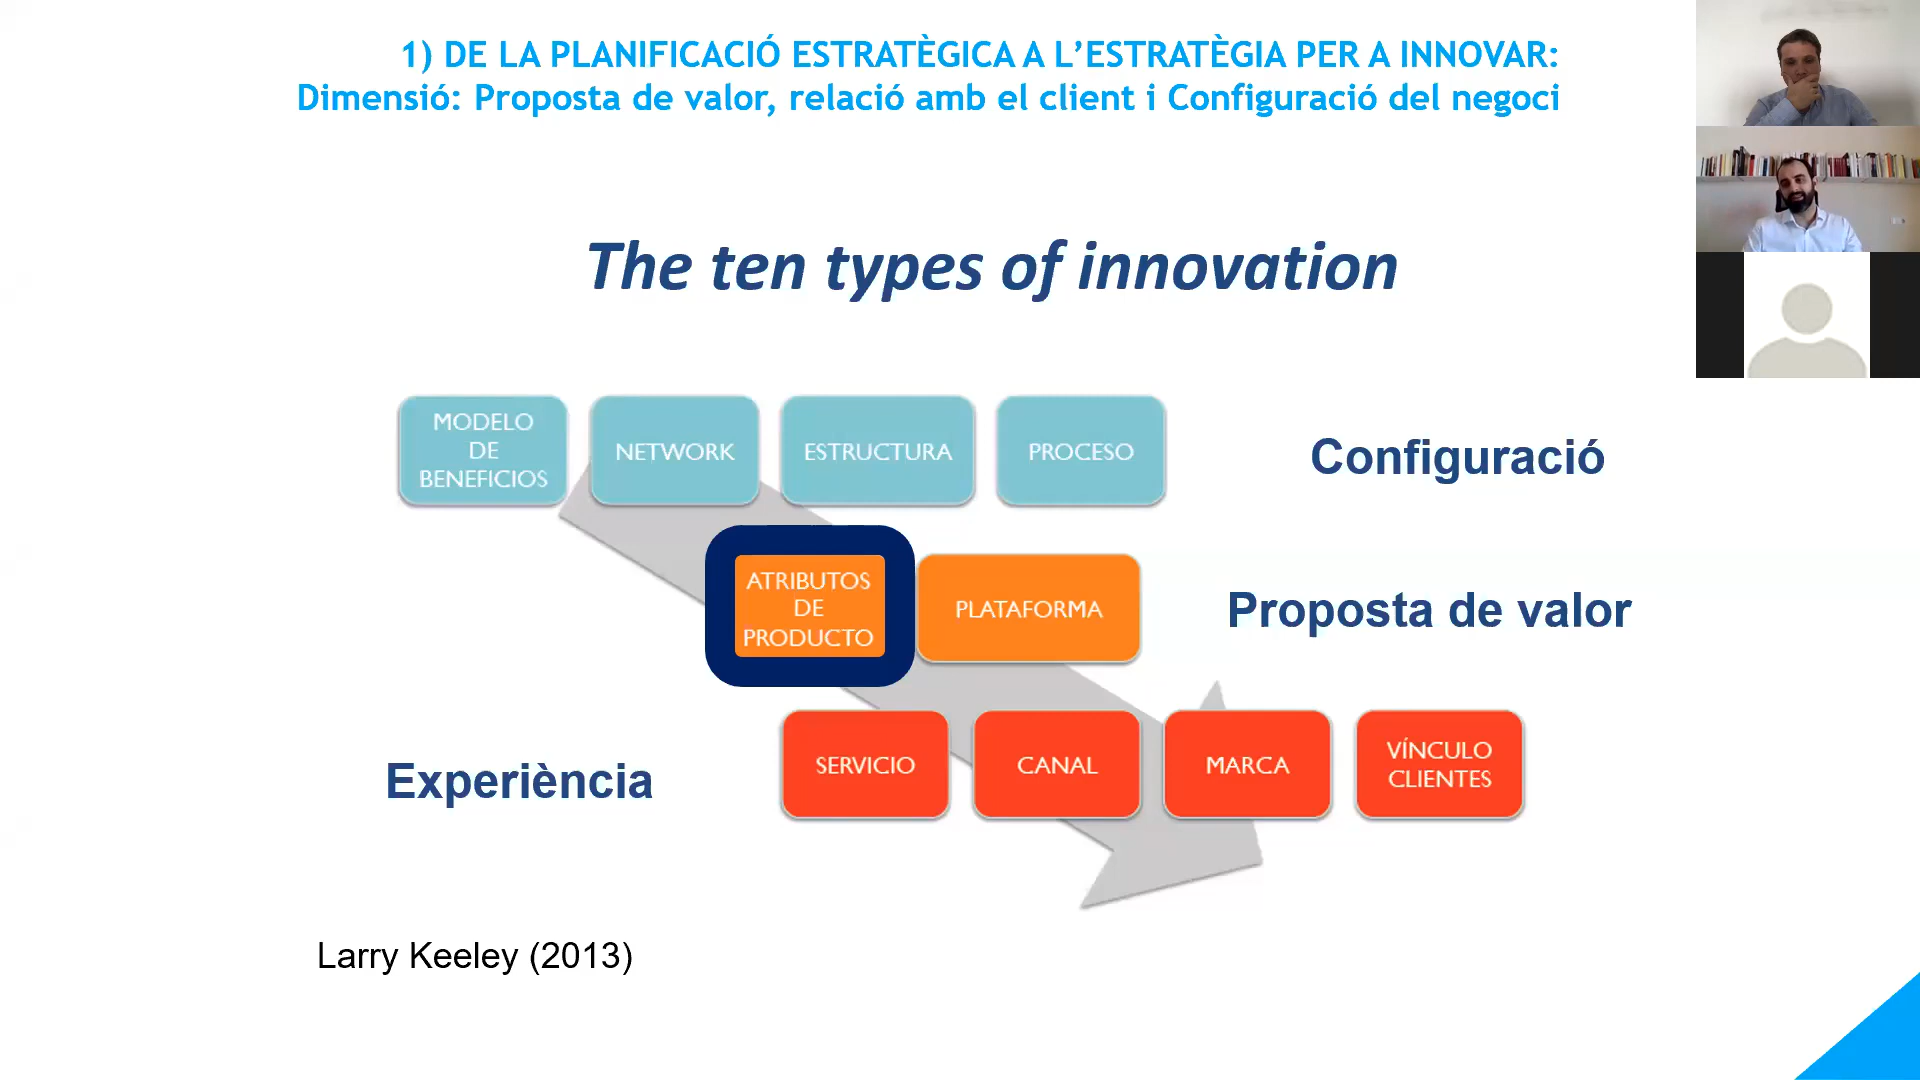 1) DE LA PLANIFICACIÓ ESTRATÈGICA A L’ESTRATÈGIA PER A INNOVAR:
Dimensió: Proposta de valor, relació amb el client i Configuració del negoci
The ten types of innovation
MODELO
DE
BENEFICIOS
NETWORK
ESTRUCTURA
PROCESO
Configuració
ATRIBUTOS
DE
PRODUCTO
PLATAFORMA
Proposta de valor
Experiència
SERVICIO
CANAL
MARCA
VÍNCULO
CLIENTES
Larry Keeley (2013)